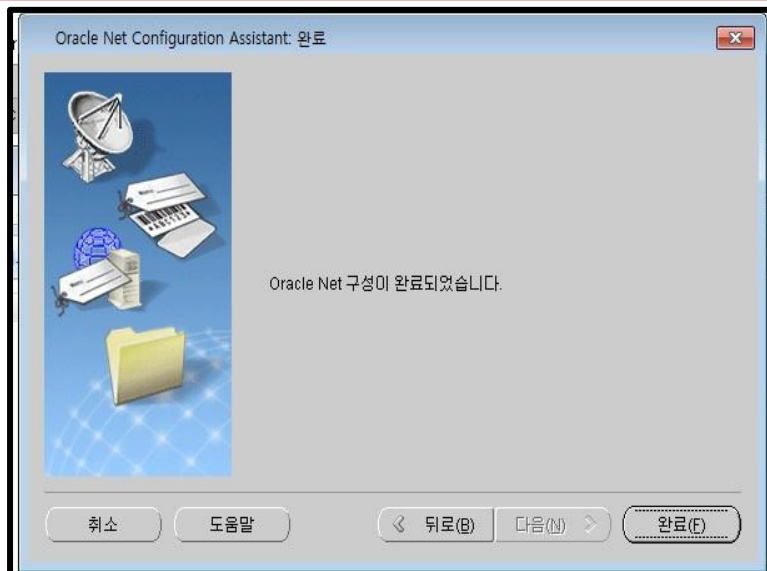 Oracle Net Configuration Assistant: 완료
Oracle Net 구성이 완료되었습니다.
취소 도움말 뒤로(B) 다음(N) 완료(F)